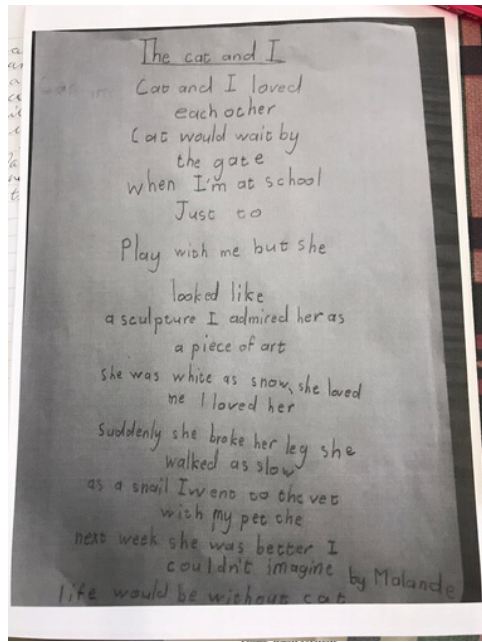 The cat and I
Cat and I loved
each other
Cat would wait by
the gate
when I'm at school
Just to
Play with me but she
looked like
a sculpture I admired her as
a piece of art
she was white as snow, she loved
me I loved her
suddenly she broke her leg she
walked as slow
as a snail I went to the vet
with my pet the
next week she was better I
couldn't imagine by Malande
life would be without cat